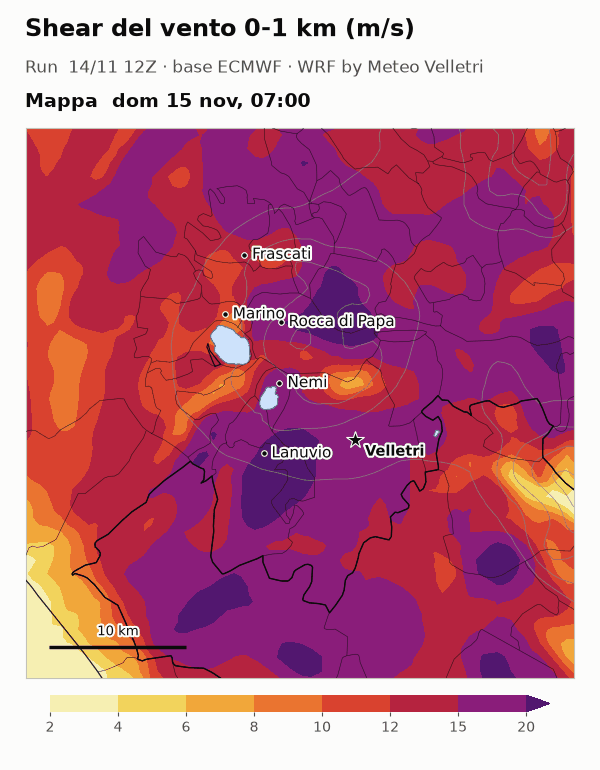 Shear del vento 0-1 km (m/s)
Run  14/11 12Z · base ECMWF · WRF by Meteo Velletri
Mappa  dom 15 nov, 07:00
Frascati
Marino
Rocca di Papa
Nemi
Velletri
Lanuvio
10 km
2 4 6 8 10 12 15 20